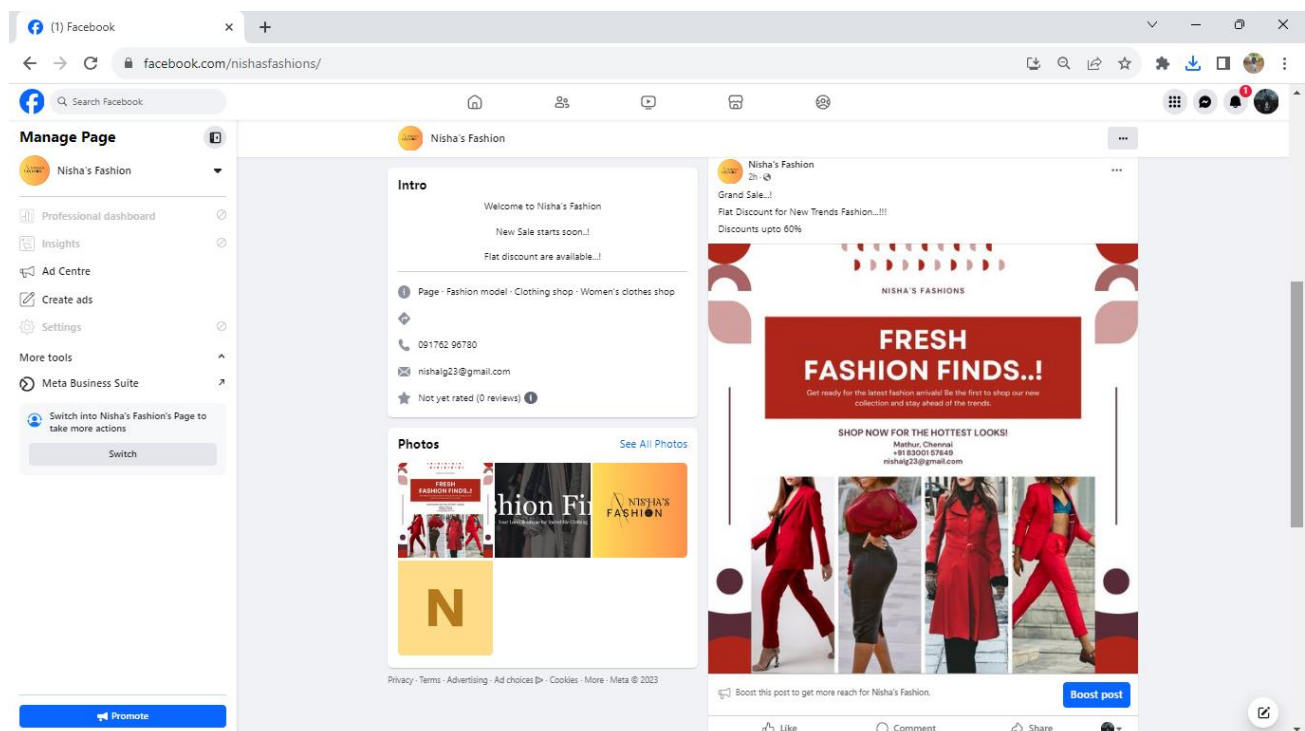 (1) Facebook
facebook.com/nishasfashions/
Search Facebook
1
Manage Page
Nisha's Fashion
Professional dashboard
Insights
Ad Centre
Create ads
Settings
More tools
Meta Business Suite
Switch into Nisha's Fashion's Page to
take more actions
Switch
Promote
Nisha's Fashion
Intro
Welcome to Nisha's Fashion
New Sale starts soon..!
Flat discount are available...!
Page · Fashion model · Clothing shop · Women's clothes shop
091762 96780
nishalg23@gmail.com
Not yet rated (0 reviews)
Photos
See All Photos
FRESH
FASHION FINDS..!
shion Fin
NISHA'S
FASHION
N
Privacy · Terms · Advertising · Ad choices · Cookies · More · Meta © 2023
Nisha's Fashion
2h
Grand Sale...!
Flat Discount for New Trends Fashion...!!!
Discounts upto 60%
NISHA'S FASHIONS
FRESH
FASHION FINDS..!
Get ready for the latest fashion arrivals! Be the first to shop our new
collection and stay ahead of the trends.
SHOP NOW FOR THE HOTTEST LOOKS!
Mathur, Chennai
+91 83001 57649
nishalg23@gmail.com
Boost this post to get more reach for Nisha's Fashion.
Boost post
Like
Comment
Share